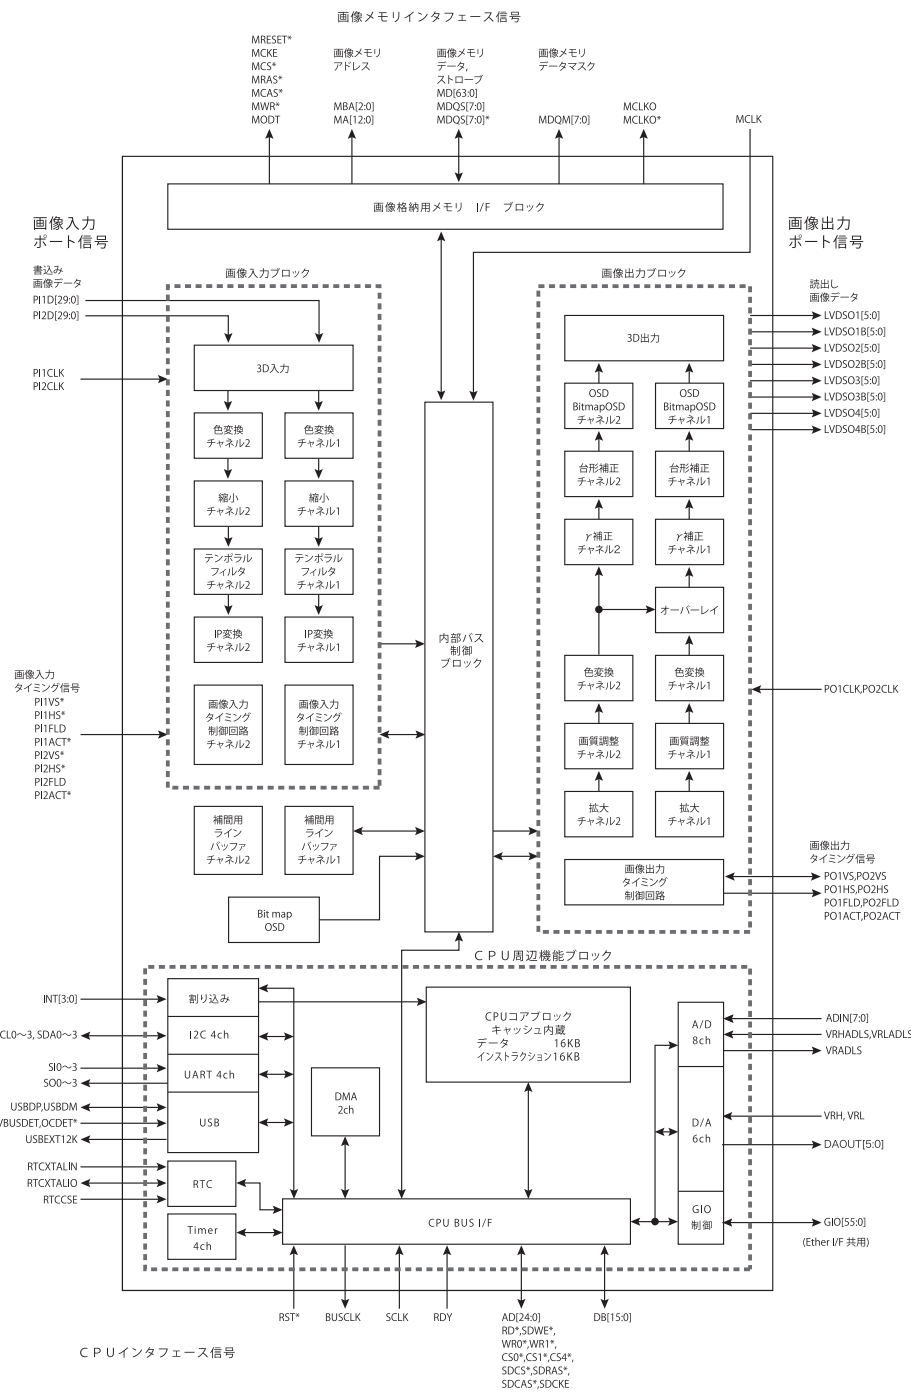 画像メモリインタフェース信号
MRESET*
MCKE
MCS*
MRAS*
MCAS*
MWR*
MODT
画像メモリ
アドレス
MBA[2:0]
MA[12:0]
画像メモリ
データ,
ストローブ
MD[63:0]
MDQS[7:0]
MDQS[7:0]*
画像メモリ
データマスク
MDQM[7:0]
MCLKO
MCLKO*
MCLK
画像格納用メモリ I/F ブロック
画像入力
ポート信号
書込み
画像データ
PI1D[29:0]
PI2D[29:0]
PI1CLK
PI2CLK
画像入力
タイミング信号
PI1VS*
PI1HS*
PI1FLD
PI1ACT*
PI2VS*
PI2HS*
PI2FLD
PI2ACT*
画像入力ブロック
3D入力
色変換
チャネル2
色変換
チャネル1
縮小
チャネル2
縮小
チャネル1
テンポラル
フィルタ
チャネル2
テンポラル
フィルタ
チャネル1
IP変換
チャネル2
IP変換
チャネル1
画像入力
タイミング
制御回路
チャネル2
画像入力
タイミング
制御回路
チャネル1
補間用
ライン
バッファ
チャネル2
補間用
ライン
バッファ
チャネル1
Bit map
OSD
内部バス
制御
ブロック
画像出力ブロック
3D出力
OSD
BitmapOSD
チャネル2
OSD
BitmapOSD
チャネル1
台形補正
チャネル2
台形補正
チャネル1
γ補正
チャネル2
γ補正
チャネル1
オーバーレイ
色変換
チャネル2
色変換
チャネル1
画質調整
チャネル2
画質調整
チャネル1
拡大
チャネル2
拡大
チャネル1
画像出力
タイミング
制御回路
画像出力
ポート信号
読出し
画像データ
LVDSO1[5:0]
LVDSO1B[5:0]
LVDSO2[5:0]
LVDSO2B[5:0]
LVDSO3[5:0]
LVDSO3B[5:0]
LVDSO4[5:0]
LVDSO4B[5:0]
PO1CLK,PO2CLK
画像出力
タイミング信号
PO1VS,PO2VS
PO1HS,PO2HS
PO1FLD,PO2FLD
PO1ACT,PO2ACT
CPU周辺機能ブロック
INT[3:0]
CL0〜3, SDA0〜3
SI0〜3
SO0〜3
USBDP,USBDM
VBUSDET,OCDET*
USBEXT12K
RTCXTALIN
RTCXTALIO
RTCCSE
割り込み
I2C 4ch
UART 4ch
USB
RTC
Timer
4ch
DMA
2ch
CPUコアブロック
キャッシュ内蔵
データ 16KB
インストラクション16KB
CPU BUS I/F
A/D
8ch
D/A
6ch
GIO
制御
ADIN[7:0]
VRHADLS,VRLADLS
VRADLS
VRH, VRL
DAOUT[5:0]
GIO[55:0]
(Ether I/F 共用)
RST*
BUSCLK
SCLK
RDY
AD[24:0]
RD*,SDWE*,
WR0*,WR1*,
CS0*,CS1*,CS4*,
SDCS*,SDRAS*,
SDCAS*,SDCKE
DB[15:0]
CPUインタフェース信号